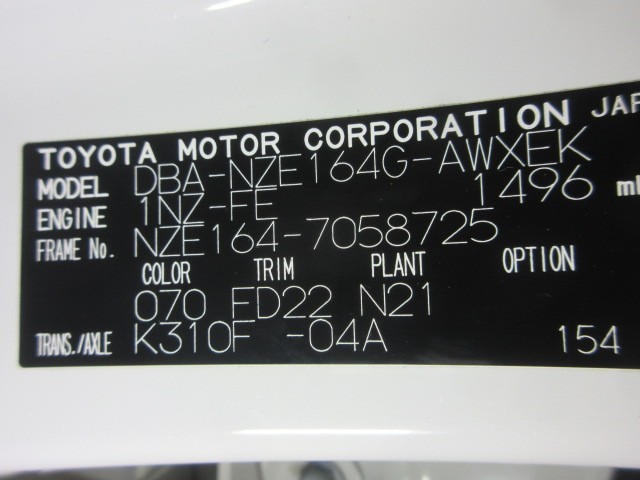 TOYOTA MOTOR CORPORATION JAP
MODEL DBA-NZE164G-AWXEK
ENGINE 1NZ-FE 1496 ml
FRAME No. NZE164-7058725
COLOR TRIM PLANT OPTION
070 FD22 N21
TRANS./AXLE K310F -04A 154